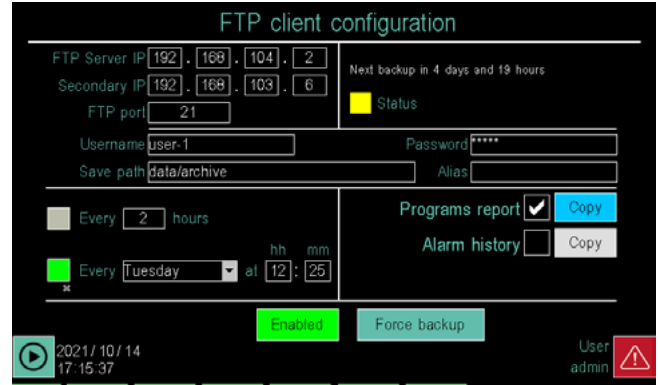 FTP client configuration
FTP Server IP 192 . 168 . 104 . 2
Secondary IP 192 . 168 . 103 . 6
FTP port 21
Next backup in 4 days and 19 hours
Status
Username user-1
Password *****
Save path data/archive
Alias
Every 2 hours
hh mm
Every Tuesday at 12 : 25
Programs report Copy
Alarm history Copy
Enabled
Force backup
2021/10/14
17:15:37
User
admin